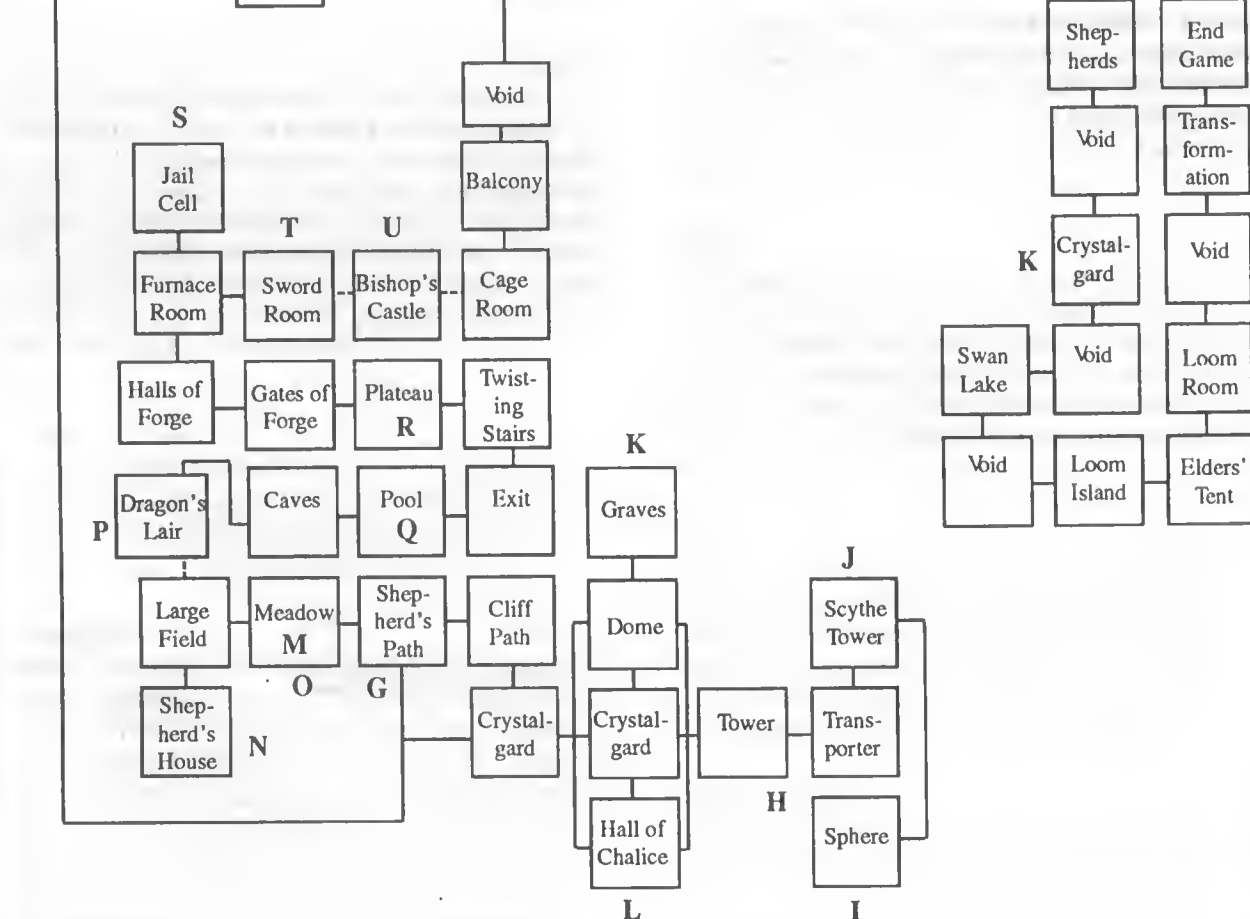 Shep-
herds
End
Game
Void
S
Void
Trans-
form-
ation
Jail
Cell
Balcony
T
U
K
Crystal-
gard
Void
Furnace
Room
Sword
Room
Bishop's
Castle
Cage
Room
Swan
Lake
Void
Loom
Room
Halls of
Forge
Gates of
Forge
Plateau
R
Twist-
ing
Stairs
K
Void
Loom
Island
Elders'
Tent
P
Dragon's
Lair
Caves
Pool
Q
Exit
Graves
J
Large
Field
Meadow
M
Shep-
herd's
Path
Cliff
Path
Dome
Scythe
Tower
O
G
Shep-
herd's
House
N
Crystal-
gard
Crystal-
gard
Tower
Trans-
porter
H
Hall of
Chalice
Sphere
L
I